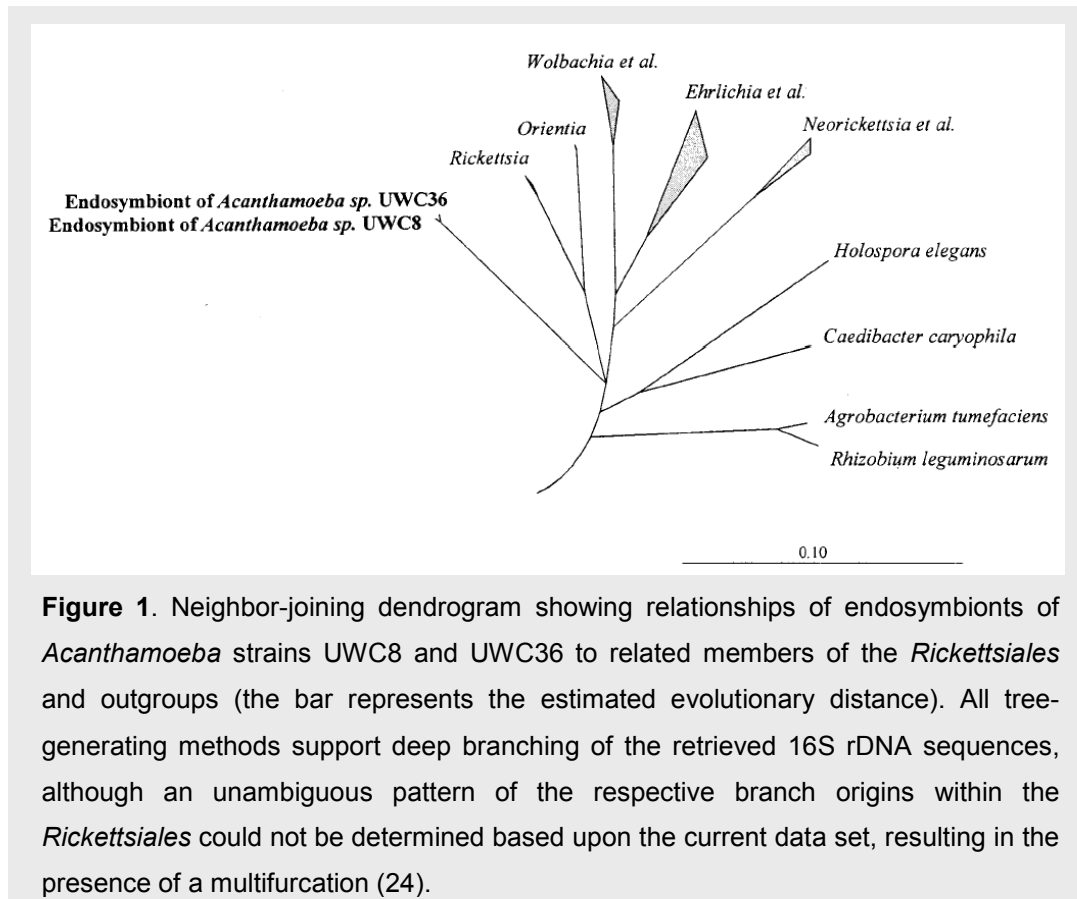 Wolbachia et al.
Ehrlichia et al.
Neorickettsia et al.
Orientia
Rickettsia
Endosymbiont of Acanthamoeba sp. UWC36
Endosymbiont of Acanthamoeba sp. UWC8
Holospora elegans
Caedibacter caryophila
Agrobacterium tumefaciens
Rhizobium leguminosarum
0.10
Figure 1. Neighbor-joining dendrogram showing relationships of endosymbionts of
Acanthamoeba strains UWC8 and UWC36 to related members of the Rickettsiales
and outgroups (the bar represents the estimated evolutionary distance). All tree-
generating methods support deep branching of the retrieved 16S rDNA sequences,
although an unambiguous pattern of the respective branch origins within the
Rickettsiales could not be determined based upon the current data set, resulting in the
presence of a multifurcation (24).